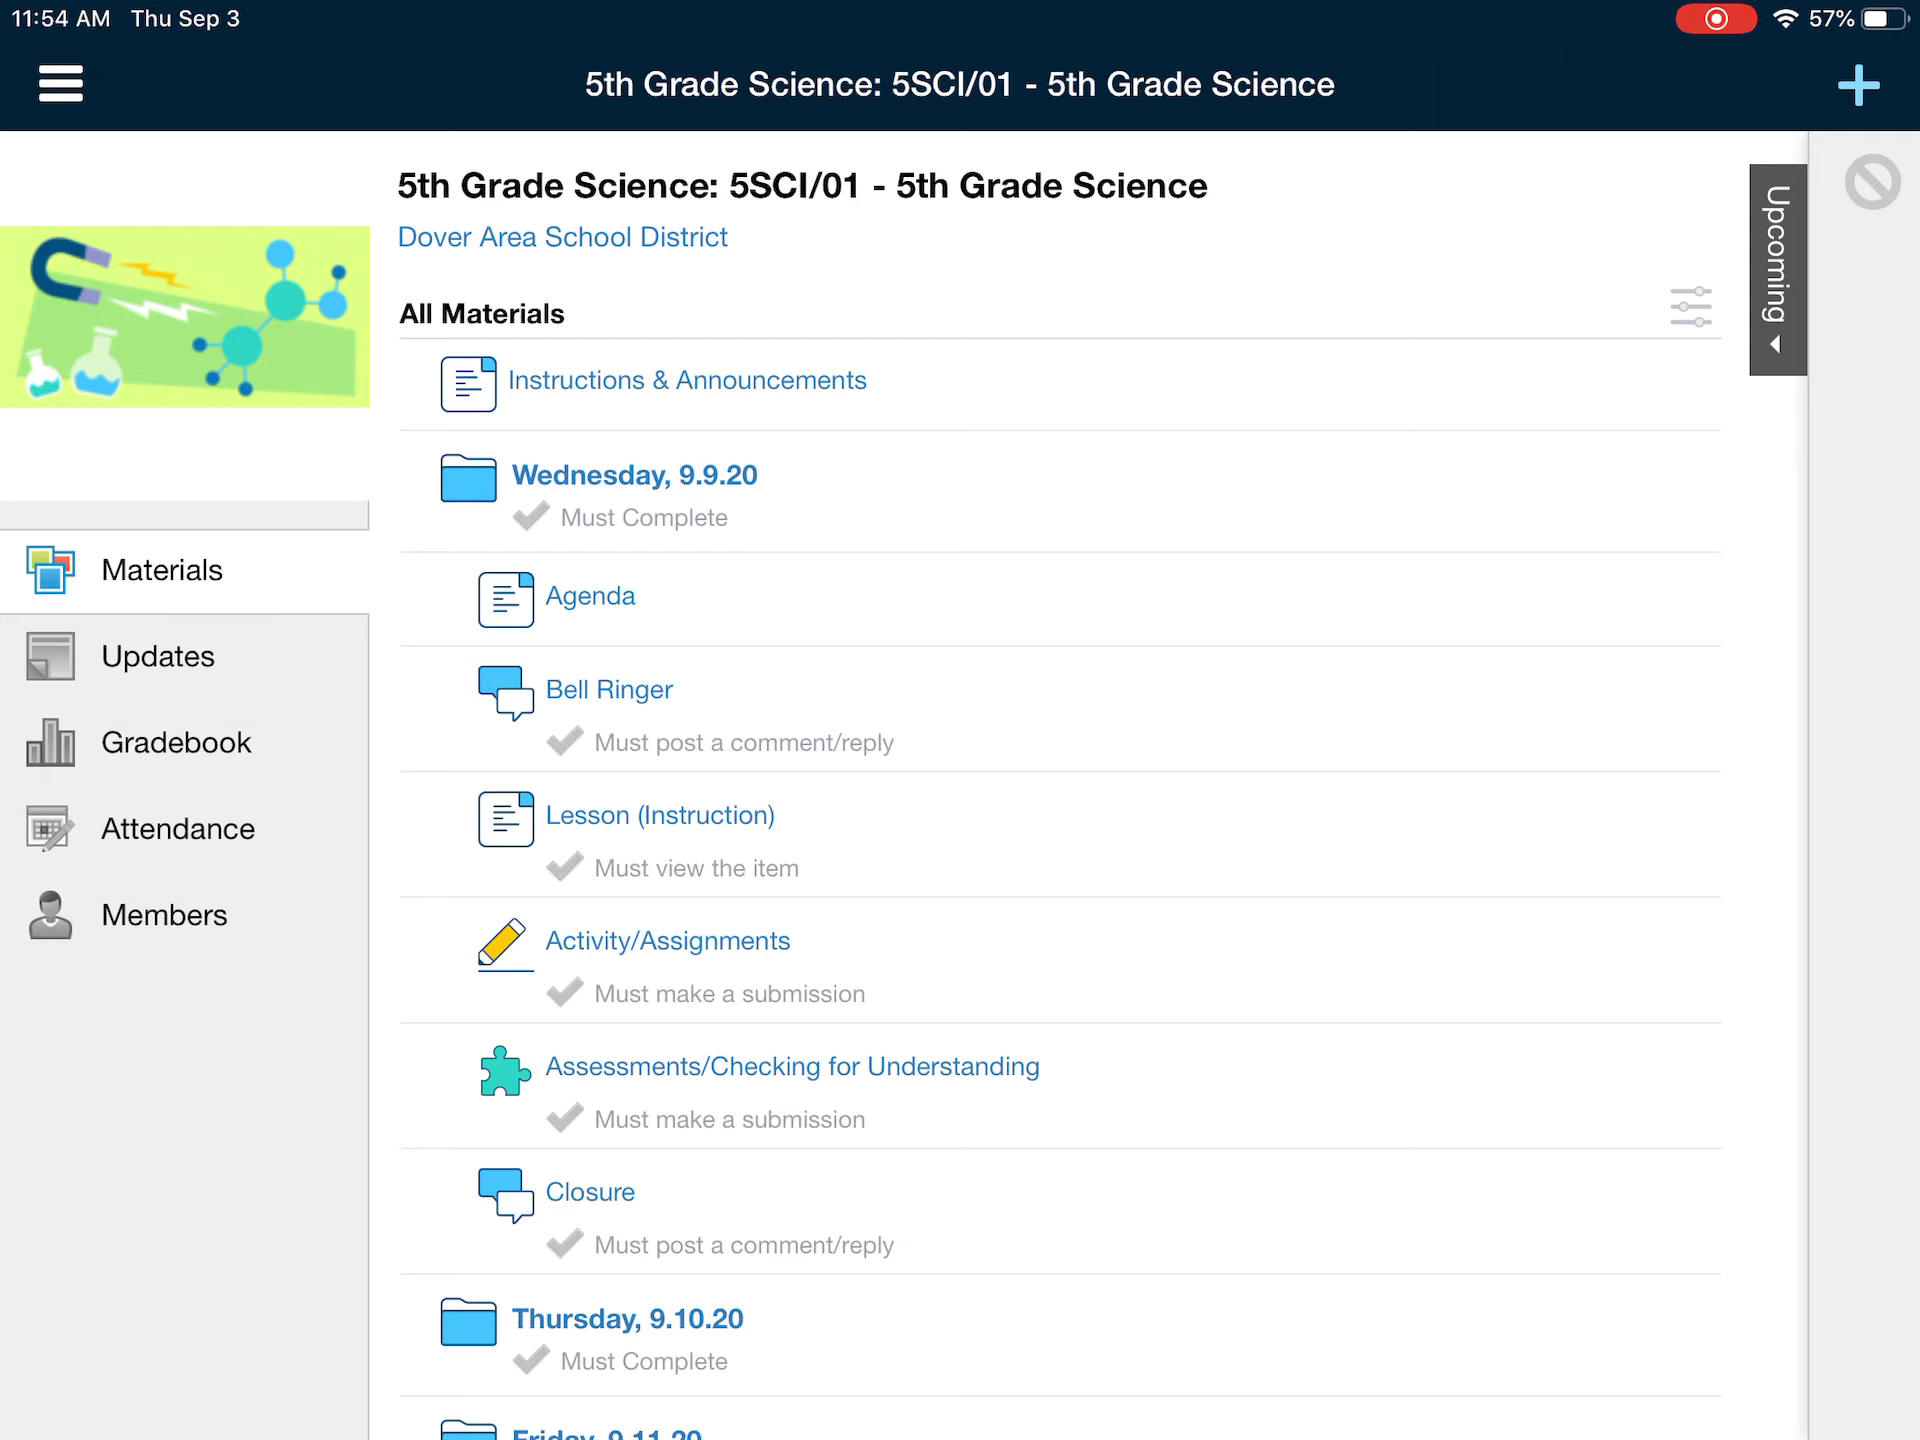 11:54 AM Thu Sep 3
57%
5th Grade Science: 5SCI/01 - 5th Grade Science
5th Grade Science: 5SCI/01 - 5th Grade Science
Dover Area School District
Upcoming
All Materials
Instructions & Announcements
Wednesday, 9.9.20
Must Complete
Agenda
Bell Ringer
Must post a comment/reply
Lesson (Instruction)
Must view the item
Activity/Assignments
Must make a submission
Assessments/Checking for Understanding
Must make a submission
Closure
Must post a comment/reply
Thursday, 9.10.20
Must Complete
Friday, 9.11.20
Materials
Updates
Gradebook
Attendance
Members